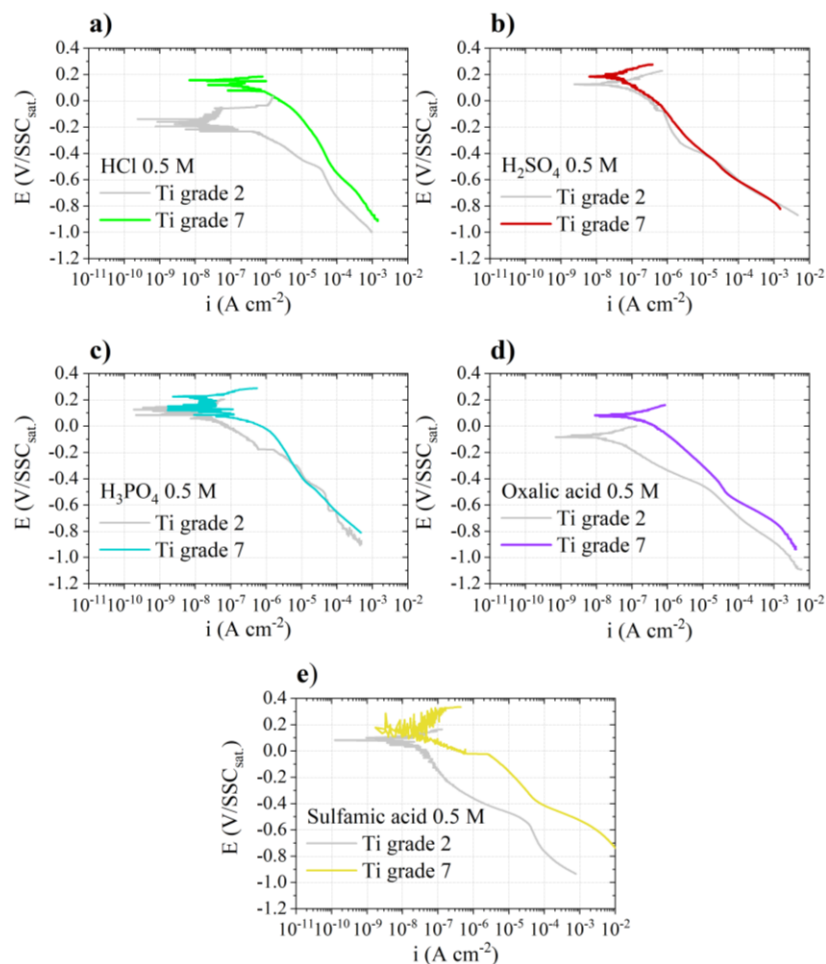 a)
E (V/SSC_sat.)
0.4
0.2
0.0
-0.2
-0.4
-0.6
-0.8
-1.0
-1.2
HCl 0.5 M
Ti grade 2
Ti grade 7
10⁻¹¹ 10⁻¹⁰ 10⁻⁹ 10⁻⁸ 10⁻⁷ 10⁻⁶ 10⁻⁵ 10⁻⁴ 10⁻³ 10⁻²
i (A cm⁻²)
b)
E (V/SSC_sat.)
0.4
0.2
0.0
-0.2
-0.4
-0.6
-0.8
-1.0
-1.2
H₂SO₄ 0.5 M
Ti grade 2
Ti grade 7
10⁻¹¹ 10⁻¹⁰ 10⁻⁹ 10⁻⁸ 10⁻⁷ 10⁻⁶ 10⁻⁵ 10⁻⁴ 10⁻³ 10⁻²
i (A cm⁻²)
c)
E (V/SSC_sat.)
0.4
0.2
0.0
-0.2
-0.4
-0.6
-0.8
-1.0
-1.2
H₃PO₄ 0.5 M
Ti grade 2
Ti grade 7
10⁻¹¹ 10⁻¹⁰ 10⁻⁹ 10⁻⁸ 10⁻⁷ 10⁻⁶ 10⁻⁵ 10⁻⁴ 10⁻³ 10⁻²
i (A cm⁻²)
d)
E (V/SSC_sat.)
0.4
0.2
0.0
-0.2
-0.4
-0.6
-0.8
-1.0
-1.2
Oxalic acid 0.5 M
Ti grade 2
Ti grade 7
10⁻¹¹ 10⁻¹⁰ 10⁻⁹ 10⁻⁸ 10⁻⁷ 10⁻⁶ 10⁻⁵ 10⁻⁴ 10⁻³ 10⁻²
i (A cm⁻²)
e)
E (V/SSC_sat.)
0.4
0.2
0.0
-0.2
-0.4
-0.6
-0.8
-1.0
-1.2
Sulfamic acid 0.5 M
Ti grade 2
Ti grade 7
10⁻¹¹ 10⁻¹⁰ 10⁻⁹ 10⁻⁸ 10⁻⁷ 10⁻⁶ 10⁻⁵ 10⁻⁴ 10⁻³ 10⁻²
i (A cm⁻²)